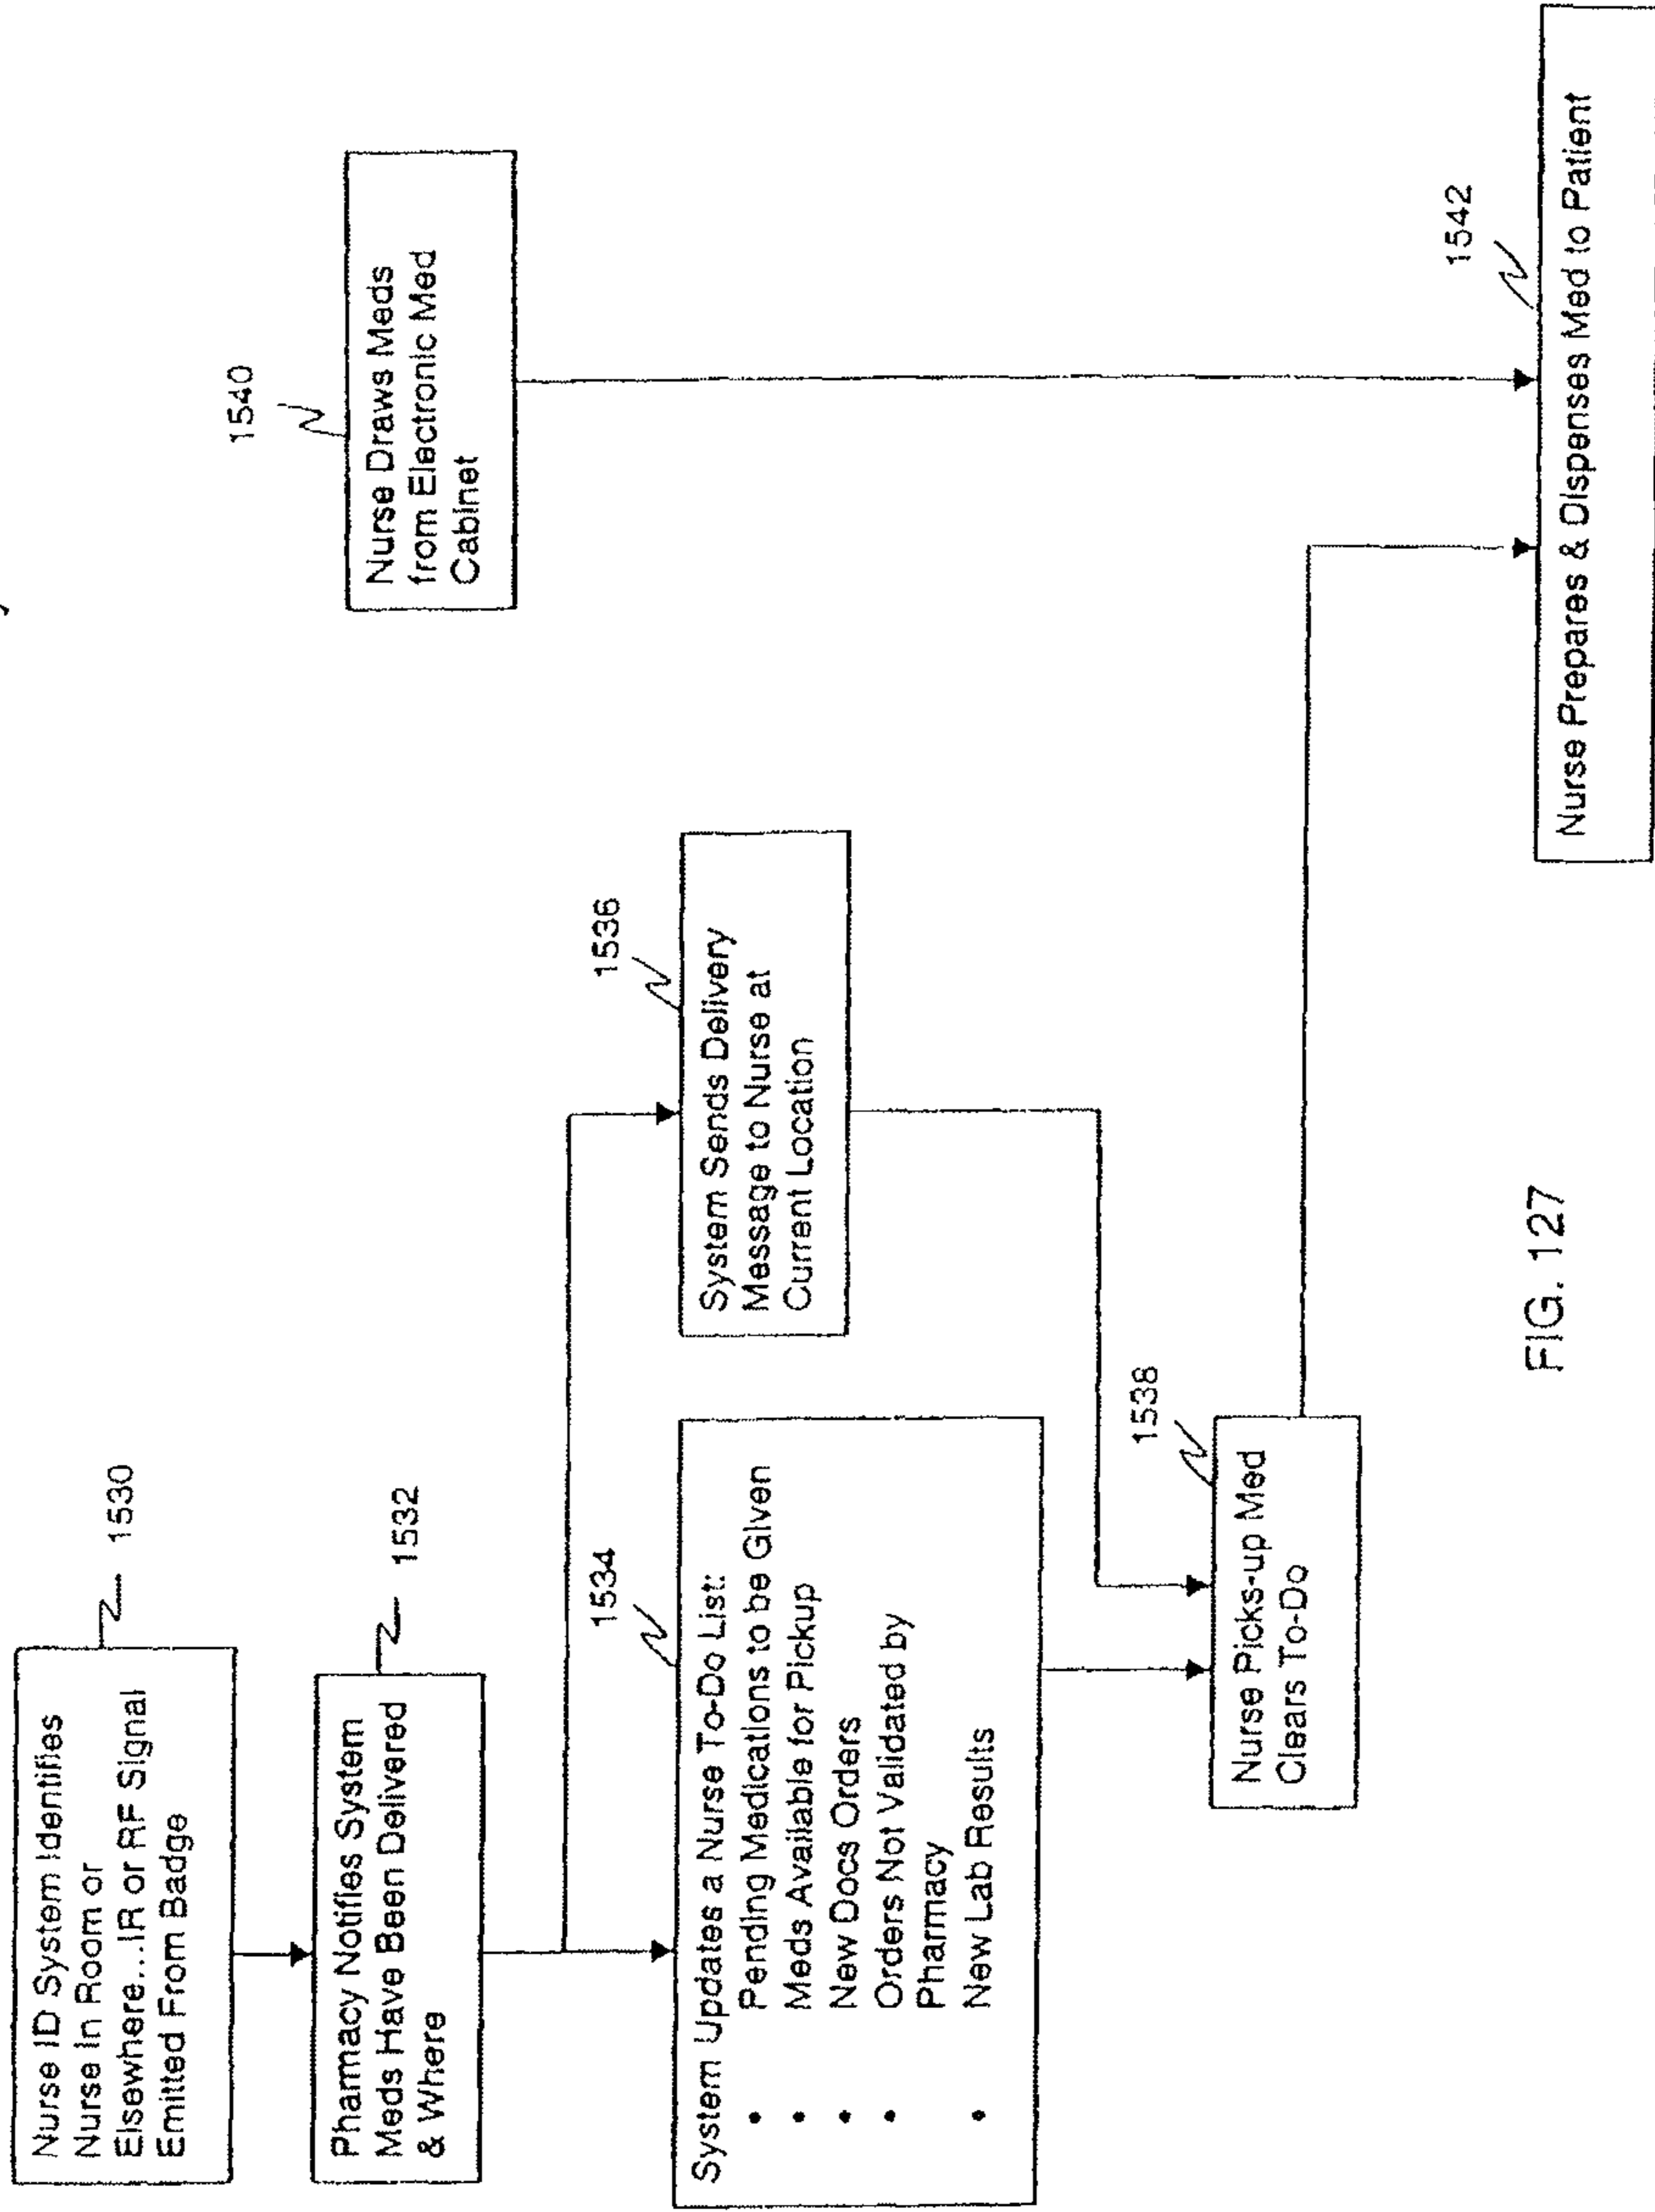 1530
Nurse ID System Identifies
Nurse In Room or
Elsewhere...IR or RF Signal
Emitted From Badge
1532
Pharmacy Notifies System
Meds Have Been Delivered
& Where
1534
System Updates a Nurse To-Do List:
• Pending Medications to be Given
• Meds Available for Pickup
• New Docs Orders
• Orders Not Validated by
Pharmacy
• New Lab Results
1536
System Sends Delivery
Message to Nurse at
Current Location
1538
Nurse Picks-up Med
Clears To-Do
1540
Nurse Draws Meds
from Electronic Med
Cabinet
1542
Nurse Prepares & Dispenses Med to Patient
FIG. 127